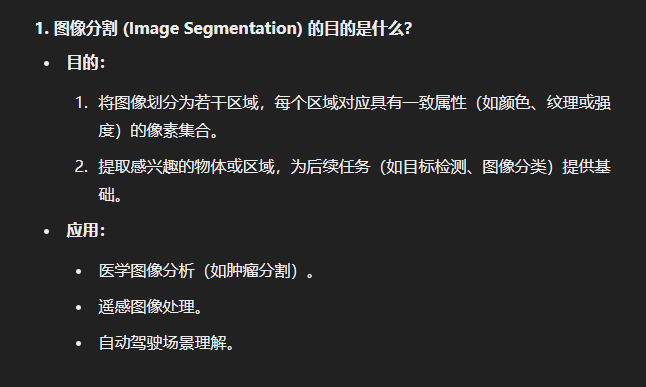 1. 图像分割 (Image Segmentation) 的目的是什么?
• 目的：
1. 将图像划分为若干区域，每个区域对应具有一致属性（如颜色、纹理或强
度）的像素集合。
2. 提取感兴趣的物体或区域，为后续任务（如目标检测、图像分类）提供基
础。
• 应用：
• 医学图像分析（如肿瘤分割）。
• 遥感图像处理。
• 自动驾驶场景理解。